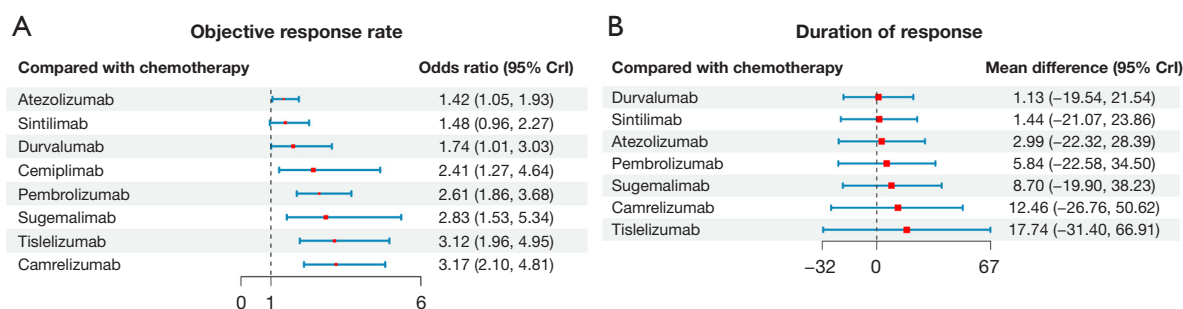 A
Objective response rate
Compared with chemotherapy Odds ratio (95% CrI)
Atezolizumab 1.42 (1.05, 1.93)
Sintilimab 1.48 (0.96, 2.27)
Durvalumab 1.74 (1.01, 3.03)
Cemiplimab 2.41 (1.27, 4.64)
Pembrolizumab 2.61 (1.86, 3.68)
Sugemalimab 2.83 (1.53, 5.34)
Tislelizumab 3.12 (1.96, 4.95)
Camrelizumab 3.17 (2.10, 4.81)
0 1 6
B
Duration of response
Compared with chemotherapy Mean difference (95% CrI)
Durvalumab 1.13 (−19.54, 21.54)
Sintilimab 1.44 (−21.07, 23.86)
Atezolizumab 2.99 (−22.32, 28.39)
Pembrolizumab 5.84 (−22.58, 34.50)
Sugemalimab 8.70 (−19.90, 38.23)
Camrelizumab 12.46 (−26.76, 50.62)
Tislelizumab 17.74 (−31.40, 66.91)
−32 0 67